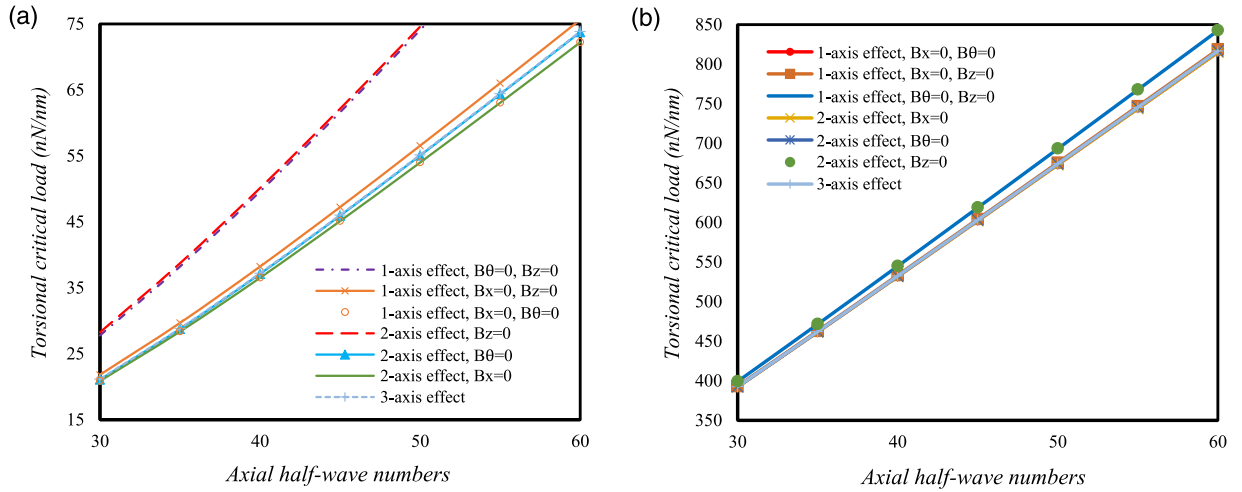 (a)
Torsional critical load (nN/nm)
75
65
55
45
35
25
15
30
40
50
60
Axial half-wave numbers
1-axis effect, Bθ=0, Bz=0
1-axis effect, Bx=0, Bz=0
1-axis effect, Bx=0, Bθ=0
2-axis effect, Bz=0
2-axis effect, Bθ=0
2-axis effect, Bx=0
3-axis effect
(b)
Torsional critical load (nN/nm)
850
800
750
700
650
600
550
500
450
400
350
30
40
50
60
Axial half-wave numbers
1-axis effect, Bx=0, Bθ=0
1-axis effect, Bx=0, Bz=0
1-axis effect, Bθ=0, Bz=0
2-axis effect, Bx=0
2-axis effect, Bθ=0
2-axis effect, Bz=0
3-axis effect